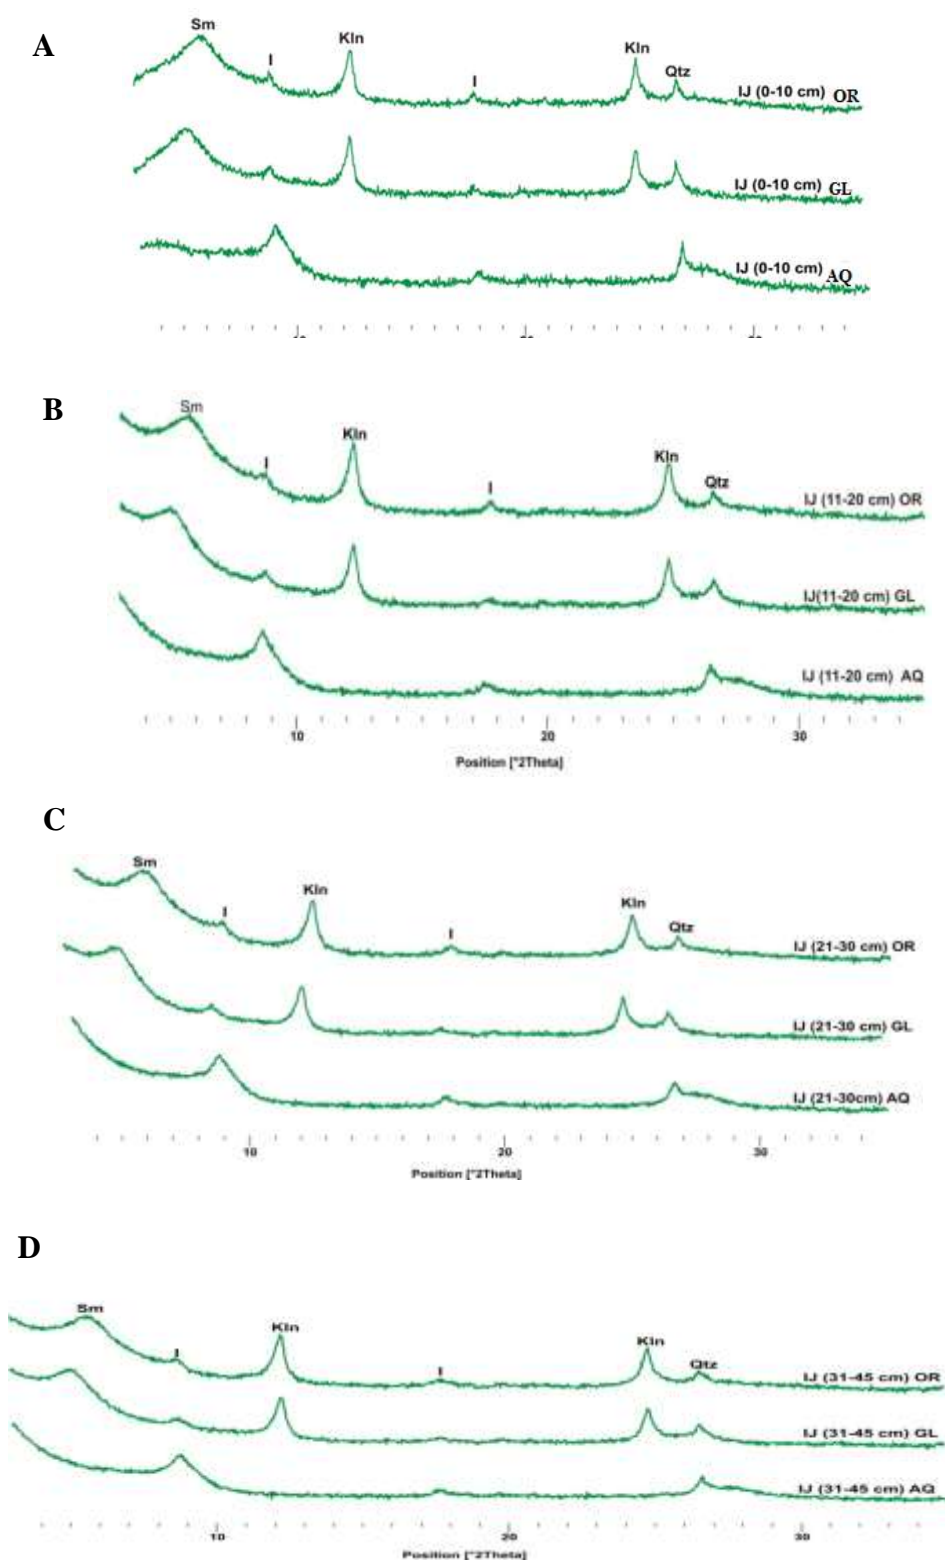 A
Sm
I
Kln
I
Kln
Qtz
IJ (0-10 cm) OR
IJ (0-10 cm) GL
IJ (0-10 cm) AQ
B
Sm
I
Kln
I
Kln
Qtz
IJ (11-20 cm) OR
IJ(11-20 cm) GL
IJ (11-20 cm) AQ
10 20 30
Position [°2Theta]
C
Sm
I
Kln
I
Kln
Qtz
IJ (21-30 cm) OR
IJ (21-30 cm) GL
IJ (21-30cm) AQ
10 20 30
Position [°2Theta]
D
Sm
I
Kln
I
Kln
Qtz
IJ (31-45 cm) OR
IJ (31-45 cm) GL
IJ (31-45 cm) AQ
10 20 30
Position [°2Theta]